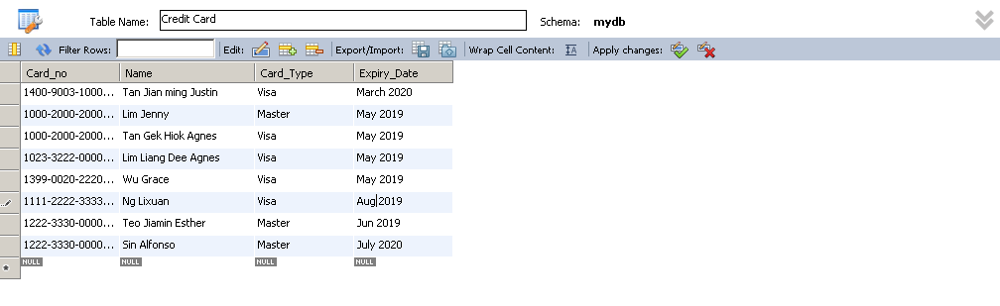 Table Name: Credit Card Schema: mydb
Filter Rows: Edit: Export/Import: Wrap Cell Content: IA Apply changes:
Card_no Name Card_Type Expiry_Date
1400-9003-1000... Tan Jian ming Justin Visa March 2020
1000-2000-2000... Lim Jenny Master May 2019
1000-2000-2000... Tan Gek Hiok Agnes Visa May 2019
1023-3222-0000... Lim Liang Dee Agnes Visa May 2019
1399-0020-2220... Wu Grace Visa May 2019
1111-2222-3333... Ng Lixuan Visa Aug 2019
1222-3330-0000... Teo Jiamin Esther Master Jun 2019
1222-3330-0000... Sin Alfonso Master July 2020
NULL NULL NULL NULL